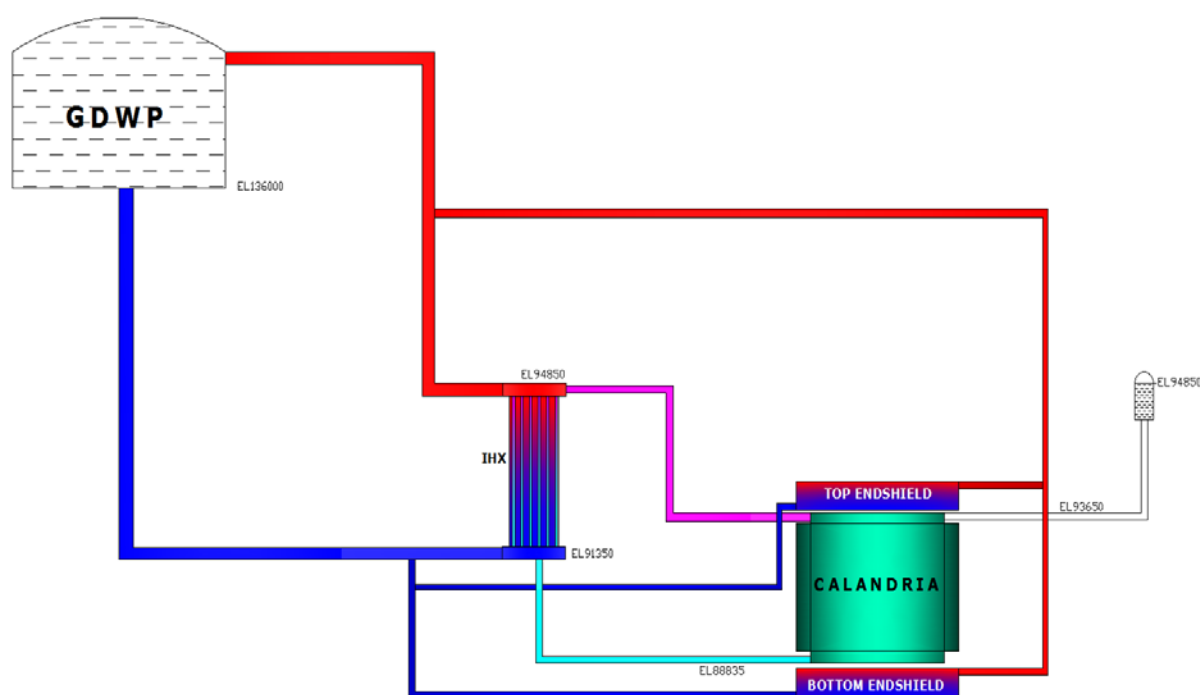 GDWP
EL136000
EL94850
EL94850
IHX
TOP ENDSHIELD
EL93650
EL91350
CALANDRIA
EL88835
BOTTOM ENDSHIELD